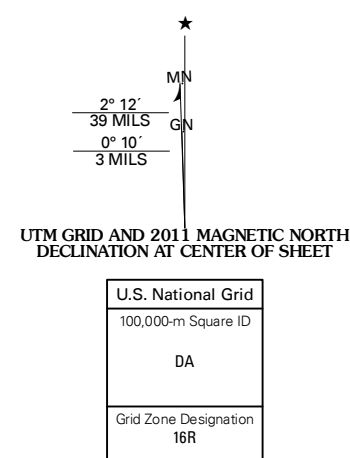 ★
MN
2° 12´
39 MILS
GN
0° 10´
3 MILS
UTM GRID AND 2011 MAGNETIC NORTH
DECLINATION AT CENTER OF SHEET
U.S. National Grid
100,000-m Square ID
DA
Grid Zone Designation
16R